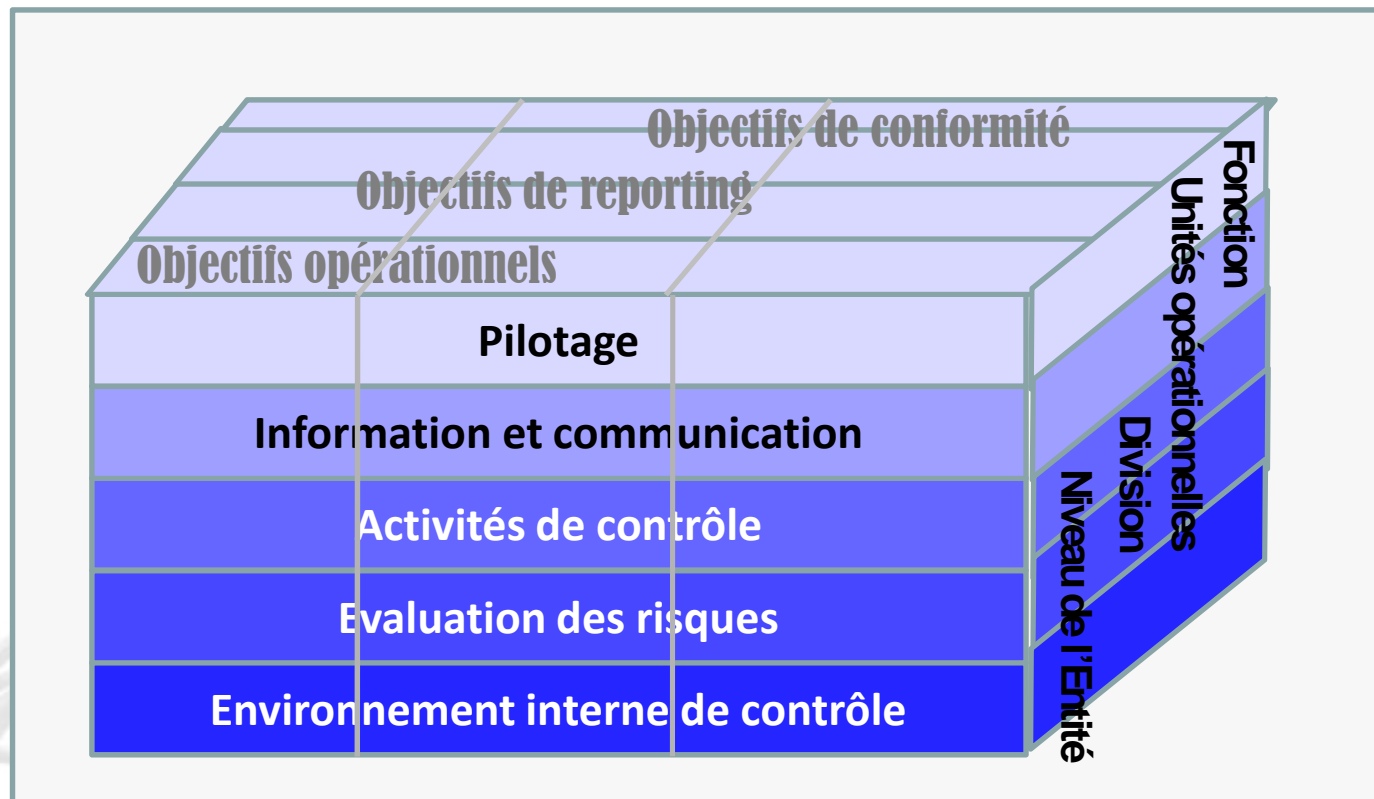 Objectifs de conformité
Objectifs de reporting
Objectifs opérationnels
Pilotage
Information et communication
Activités de contrôle
Evaluation des risques
Environnement interne de contrôle
Fonction
Unités opérationnelles
Division
Niveau de l'Entité